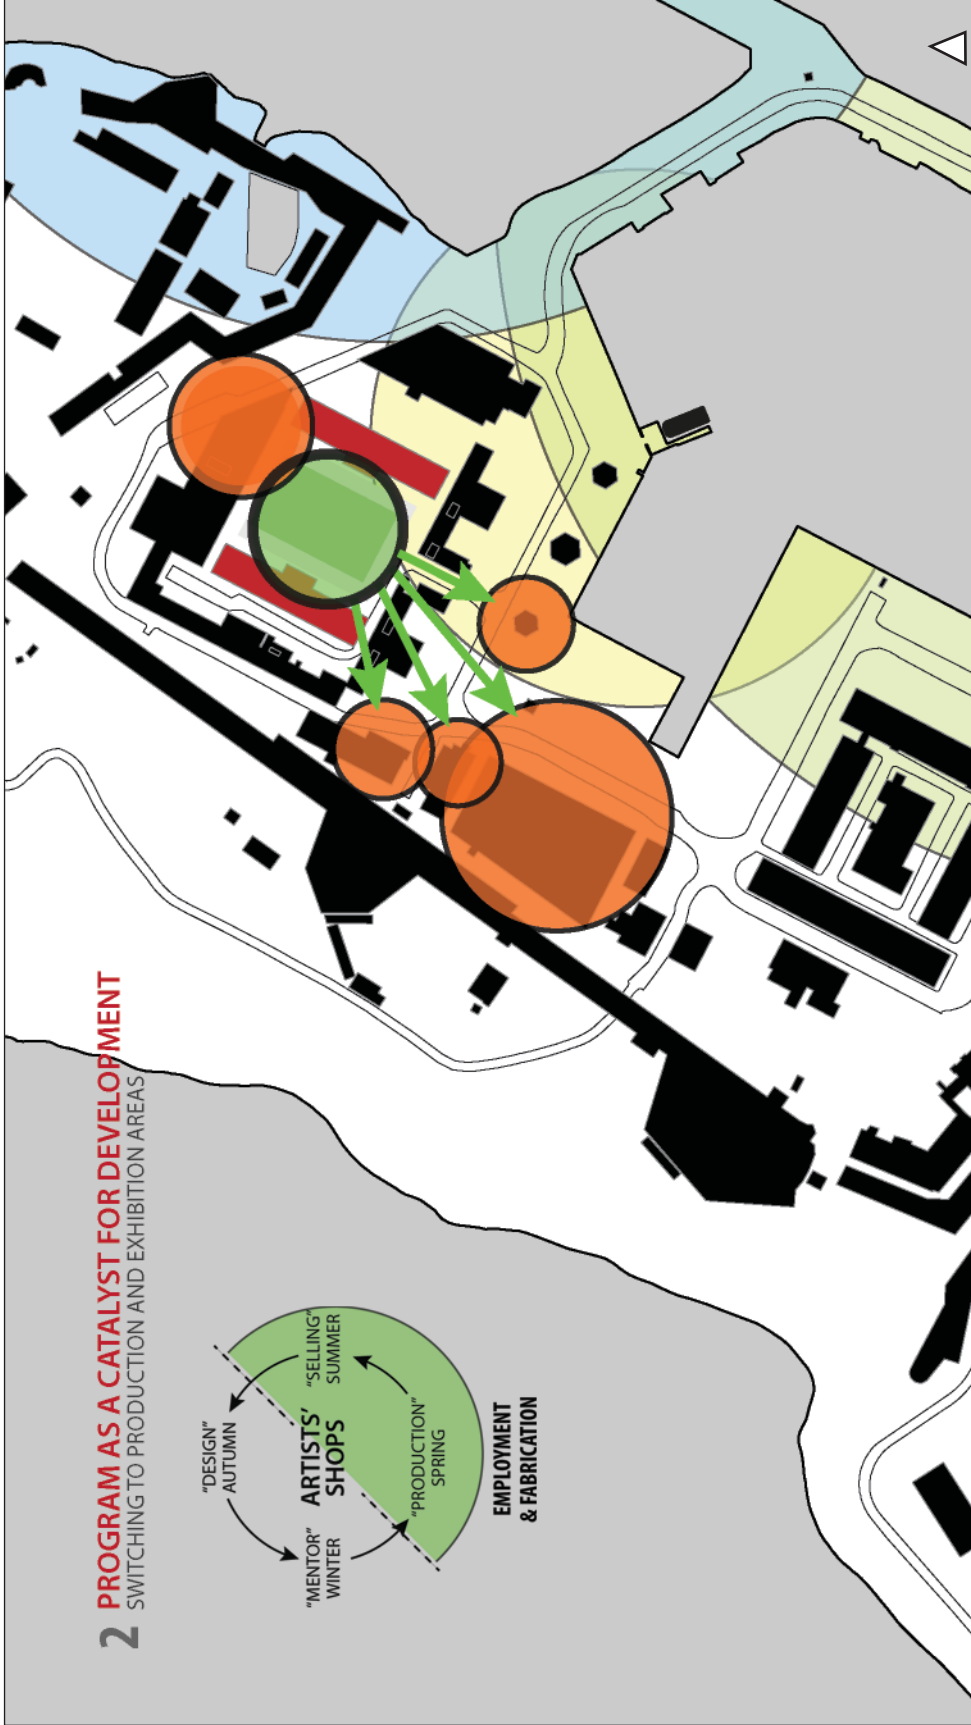 2 PROGRAM AS A CATALYST FOR DEVELOPMENT
SWITCHING TO PRODUCTION AND EXHIBITION AREAS
"DESIGN"
AUTUMN
"MENTOR"
WINTER
ARTISTS'
SHOPS
"SELLING"
SUMMER
"PRODUCTION"
SPRING
EMPLOYMENT
& FABRICATION